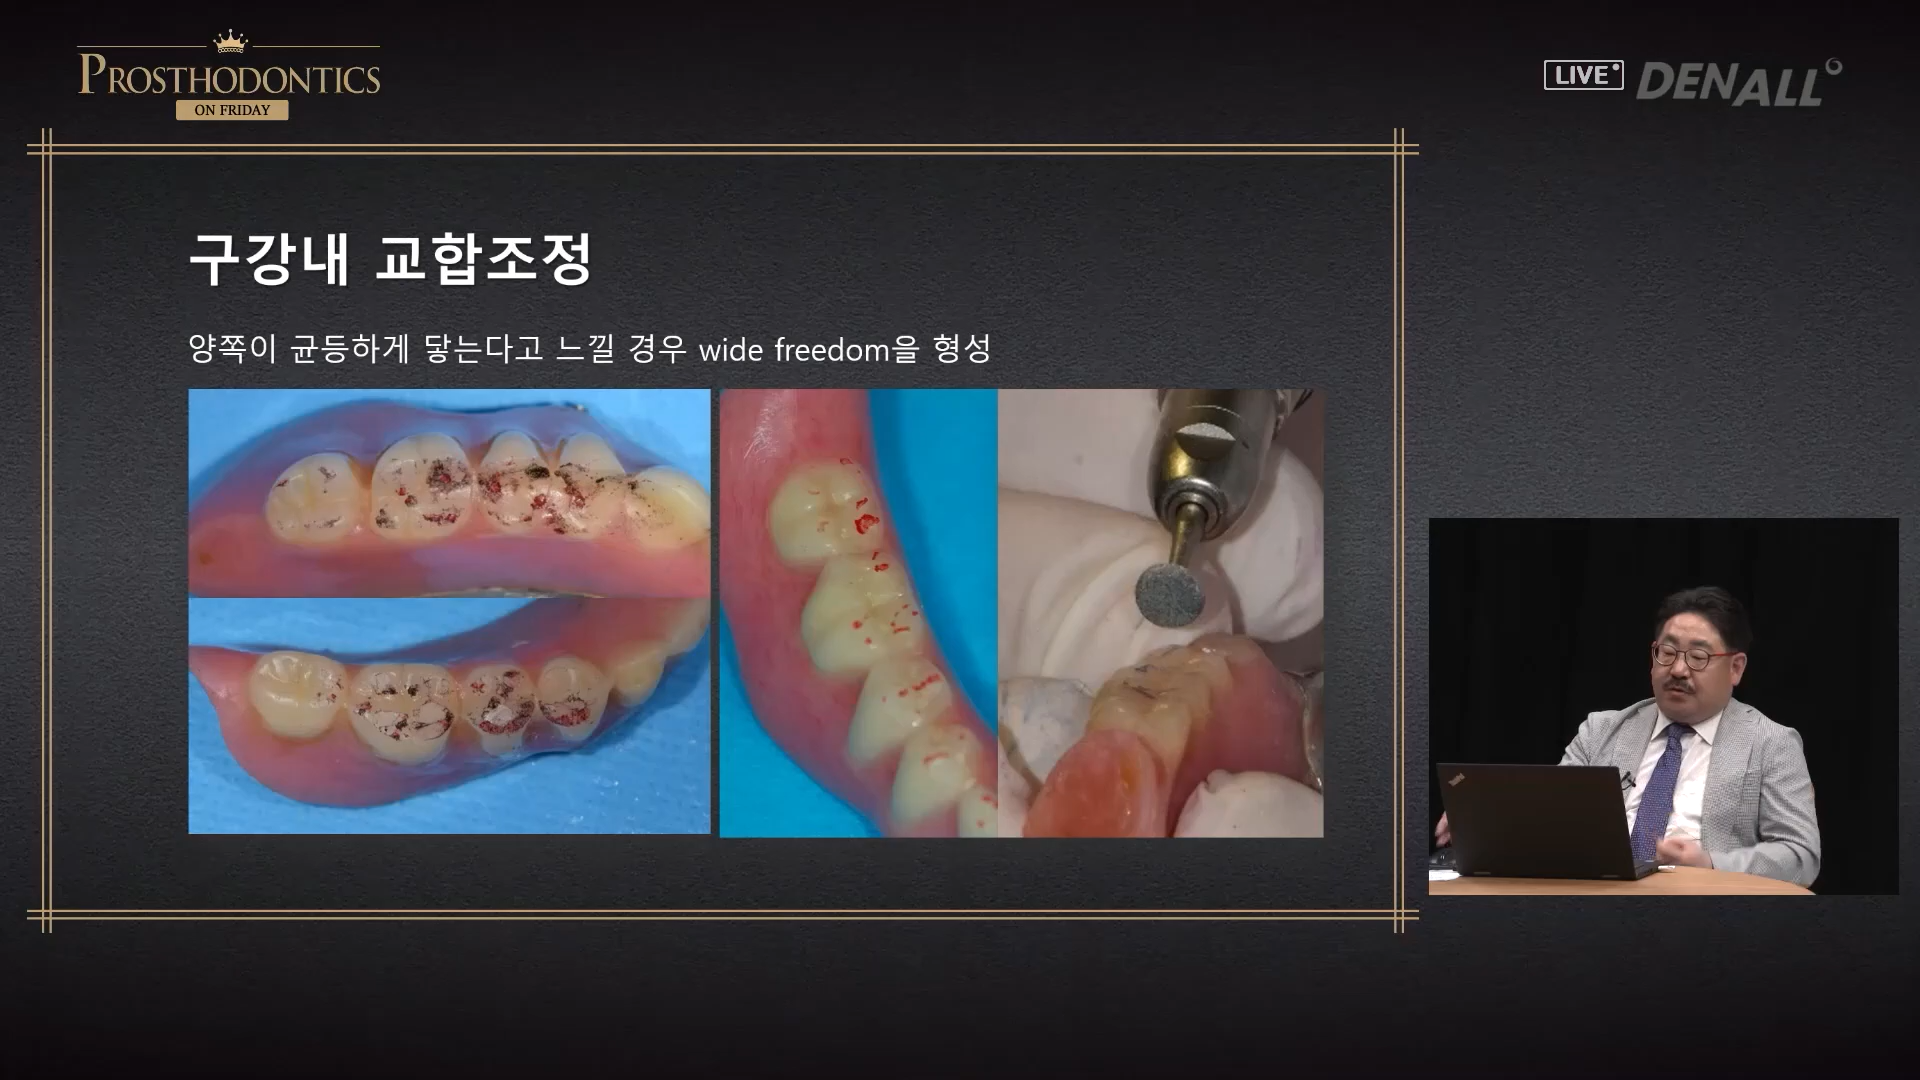 PROSTHODONTICS
ON FRIDAY
LIVE
DENALL
구강내 교합조정
양쪽이 균등하게 닿는다고 느낄 경우 wide freedom을 형성
ThinkPad